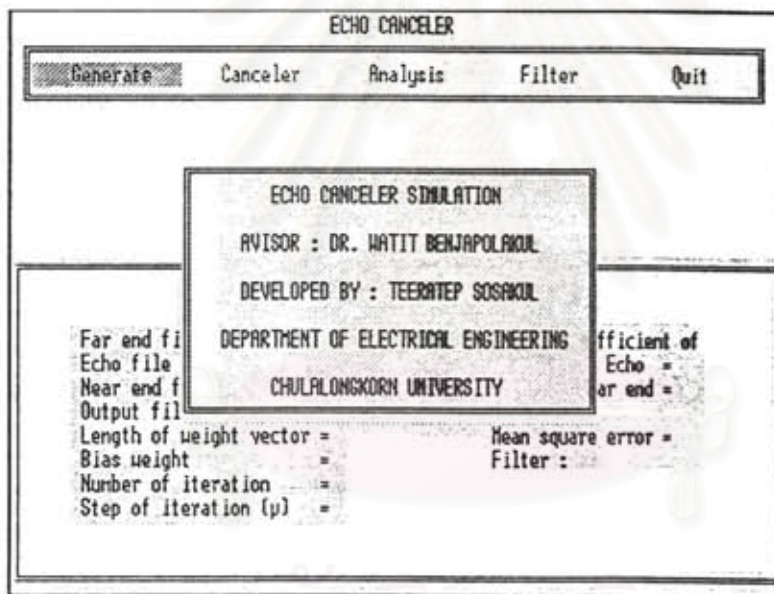 ECHO CANCELER
Generate Canceler Analysis Filter Quit
ECHO CANCELER SIMULATION
AVISOR : DR. WATIT BENJAPOLAKUL
DEVELOPED BY : TEERATEP SOSAKUL
DEPARTMENT OF ELECTRICAL ENGINEERING
CHULALONGKORN UNIVERSITY
Far end fi fficient of
Echo file Echo =
Near end f ar end =
Output fil
Length of weight vector = Mean square error =
Bias weight = Filter :
Number of iteration =
Step of iteration (μ) =